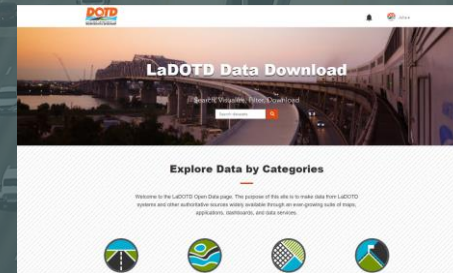 DOTD
LaDOTD Data Download
Search, Visualize, Filter, Download
Search datasets
Explore Data by Categories
Welcome to the LaDOTD Open Data page. The purpose of this site is to make data from LaDOTD
systems and other authoritative sources widely available through an ever-growing suite of maps,
applications, dashboards, and data services.